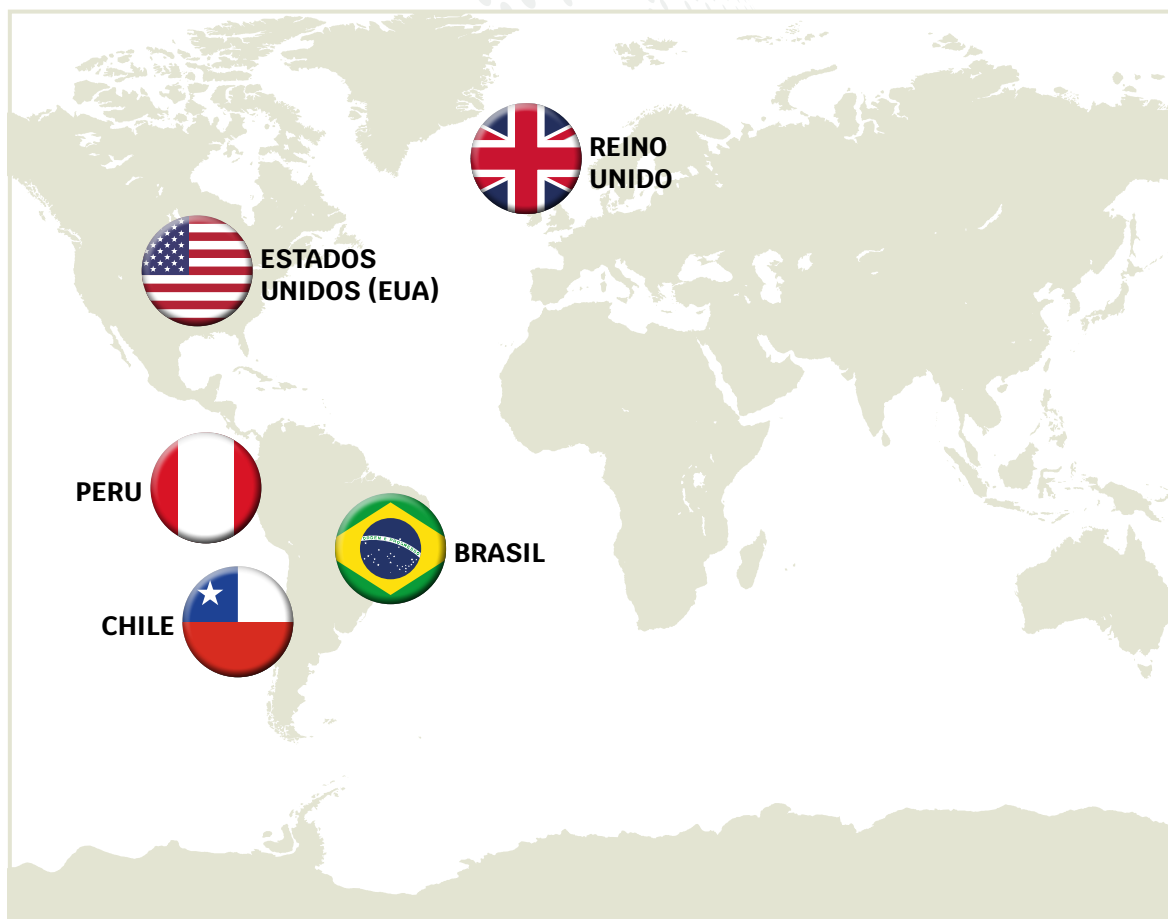 REINO
UNIDO
ESTADOS
UNIDOS (EUA)
PERU
BRASIL
CHILE